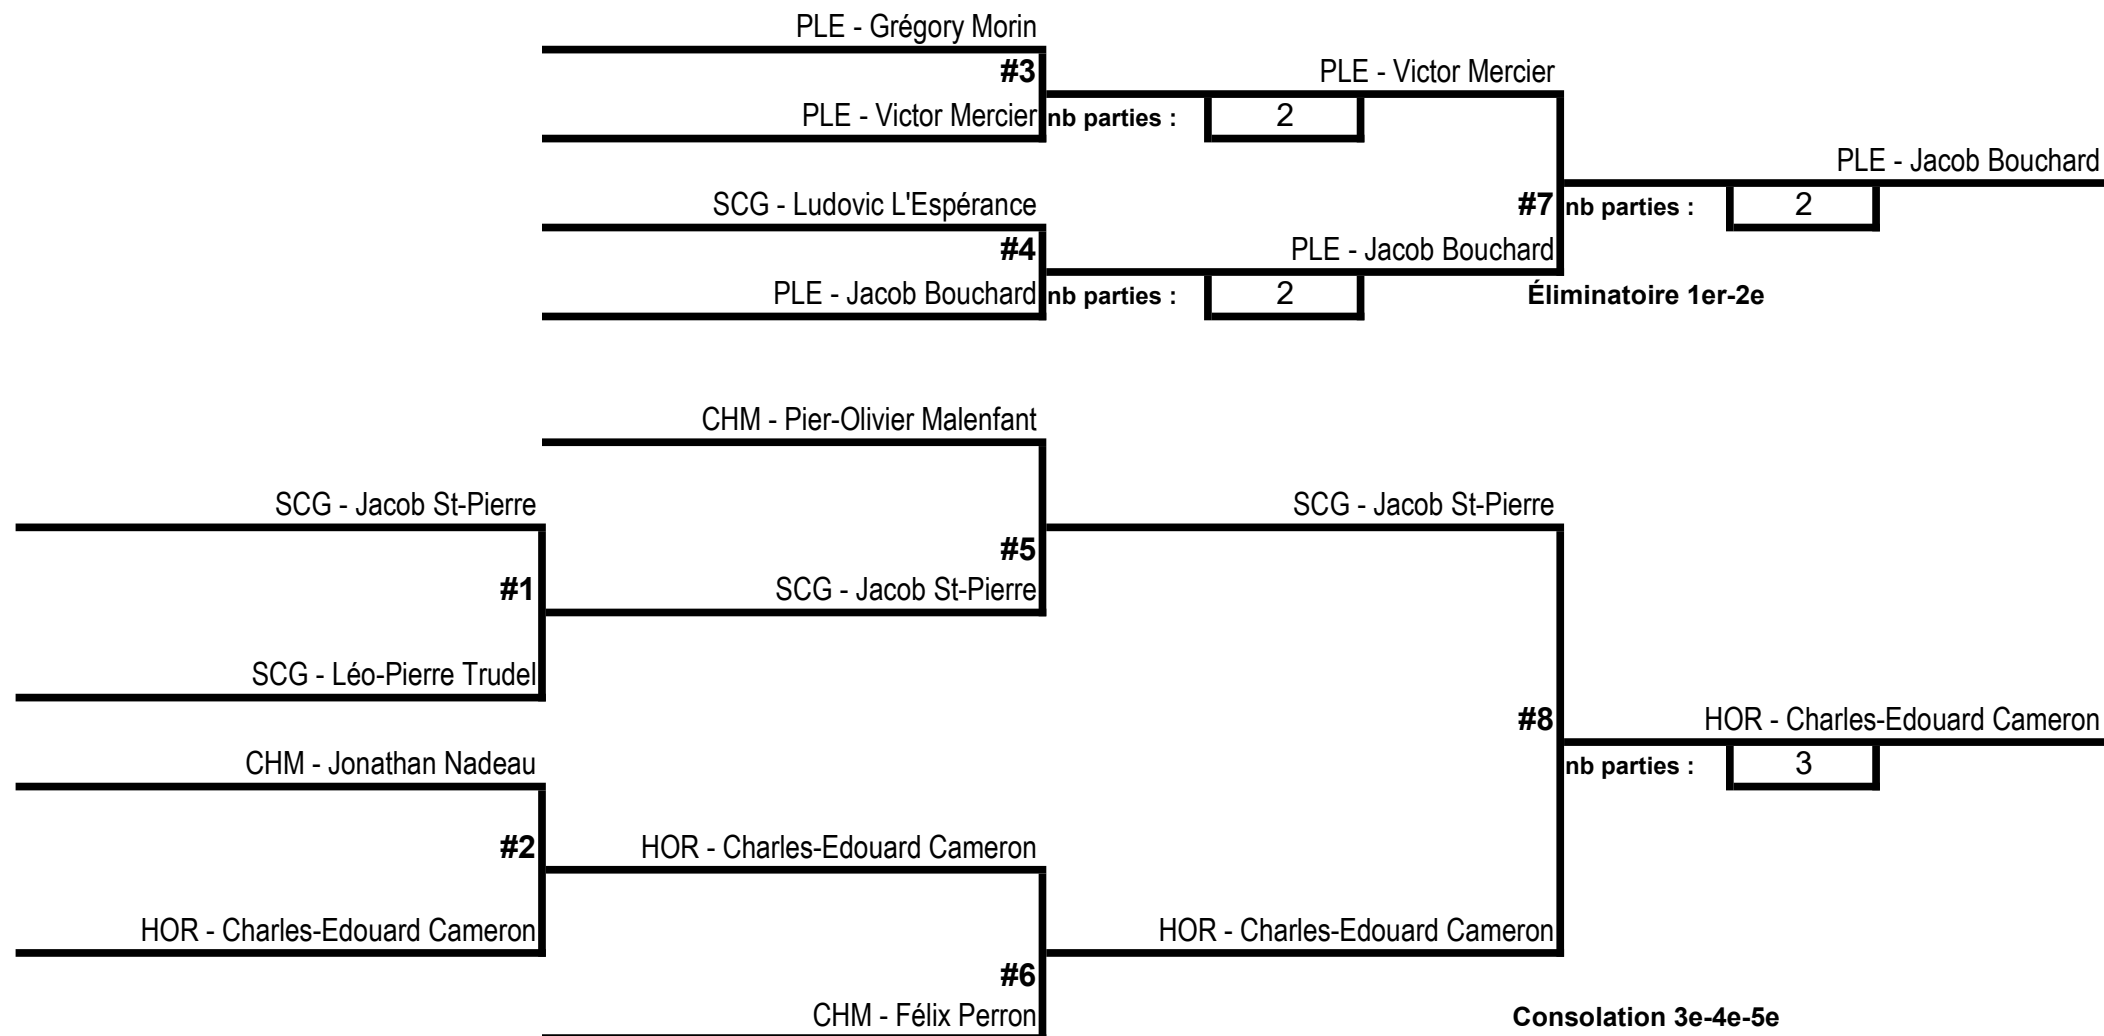 PLE - Grégory Morin
#3
PLE - Victor Mercier
PLE - Victor Mercier
nb parties :
2
PLE - Jacob Bouchard
SCG - Ludovic L'Espérance
#7
nb parties :
2
#4
PLE - Jacob Bouchard
PLE - Jacob Bouchard
nb parties :
2
Éliminatoire 1er-2e
CHM - Pier-Olivier Malenfant
SCG - Jacob St-Pierre
SCG - Jacob St-Pierre
#5
#1
SCG - Jacob St-Pierre
SCG - Léo-Pierre Trudel
#8
HOR - Charles-Edouard Cameron
CHM - Jonathan Nadeau
nb parties :
3
#2
HOR - Charles-Edouard Cameron
HOR - Charles-Edouard Cameron
HOR - Charles-Edouard Cameron
#6
CHM - Félix Perron
Consolation 3e-4e-5e